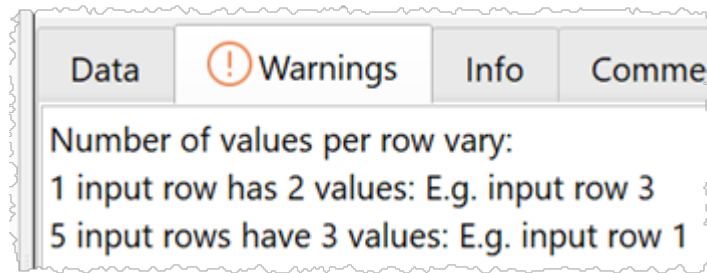 Data Warnings Info Comme
Number of values per row vary:
1 input row has 2 values: E.g. input row 3
5 input rows have 3 values: E.g. input row 1